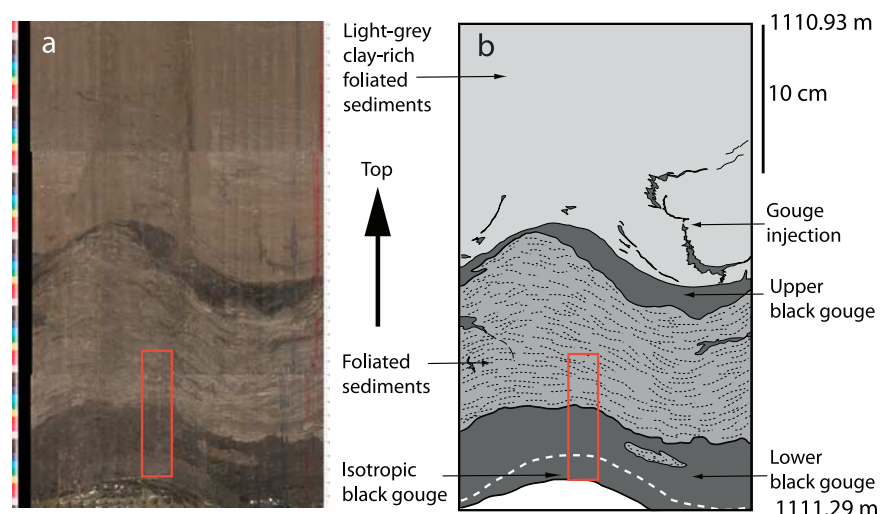 a
Light-grey
clay-rich
foliated
sediments
b
1110.93 m
10 cm
Top
Gouge
injection
Upper
black gouge
Foliated
sediments
Isotropic
black gouge
Lower
black gouge
1111.29 m